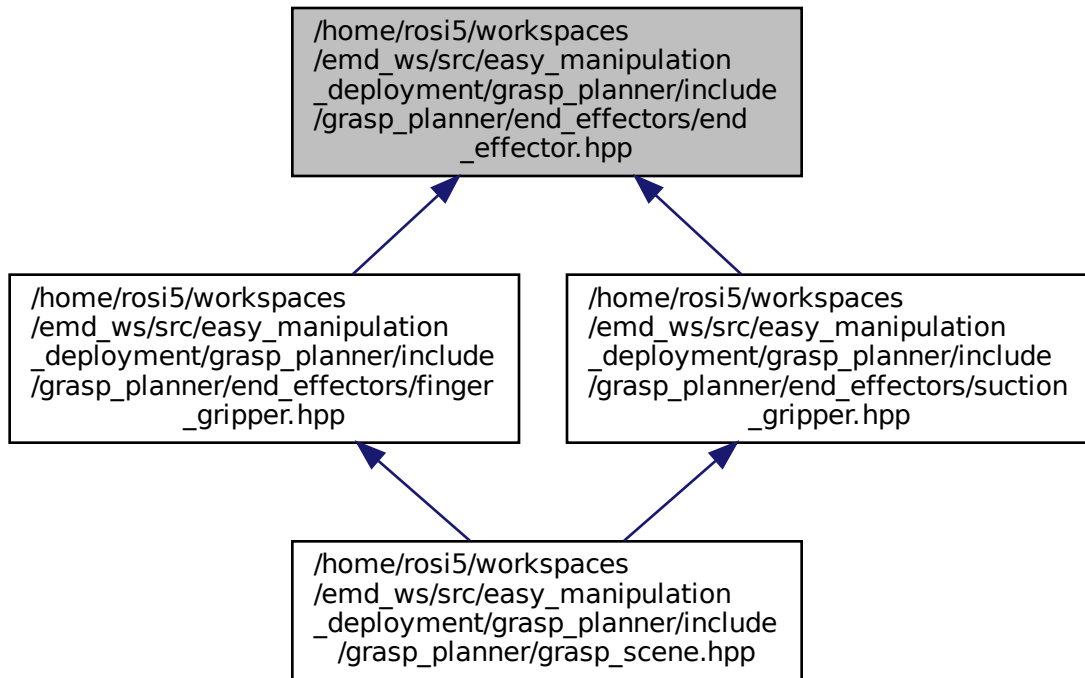 /home/rosi5/workspaces
/emd_ws/src/easy_manipulation
_deployment/grasp_planner/include
/grasp_planner/end_effectors/end
_effector.hpp
/home/rosi5/workspaces
/emd_ws/src/easy_manipulation
_deployment/grasp_planner/include
/grasp_planner/end_effectors/finger
_gripper.hpp
/home/rosi5/workspaces
/emd_ws/src/easy_manipulation
_deployment/grasp_planner/include
/grasp_planner/end_effectors/suction
_gripper.hpp
/home/rosi5/workspaces
/emd_ws/src/easy_manipulation
_deployment/grasp_planner/include
/grasp_planner/grasp_scene.hpp